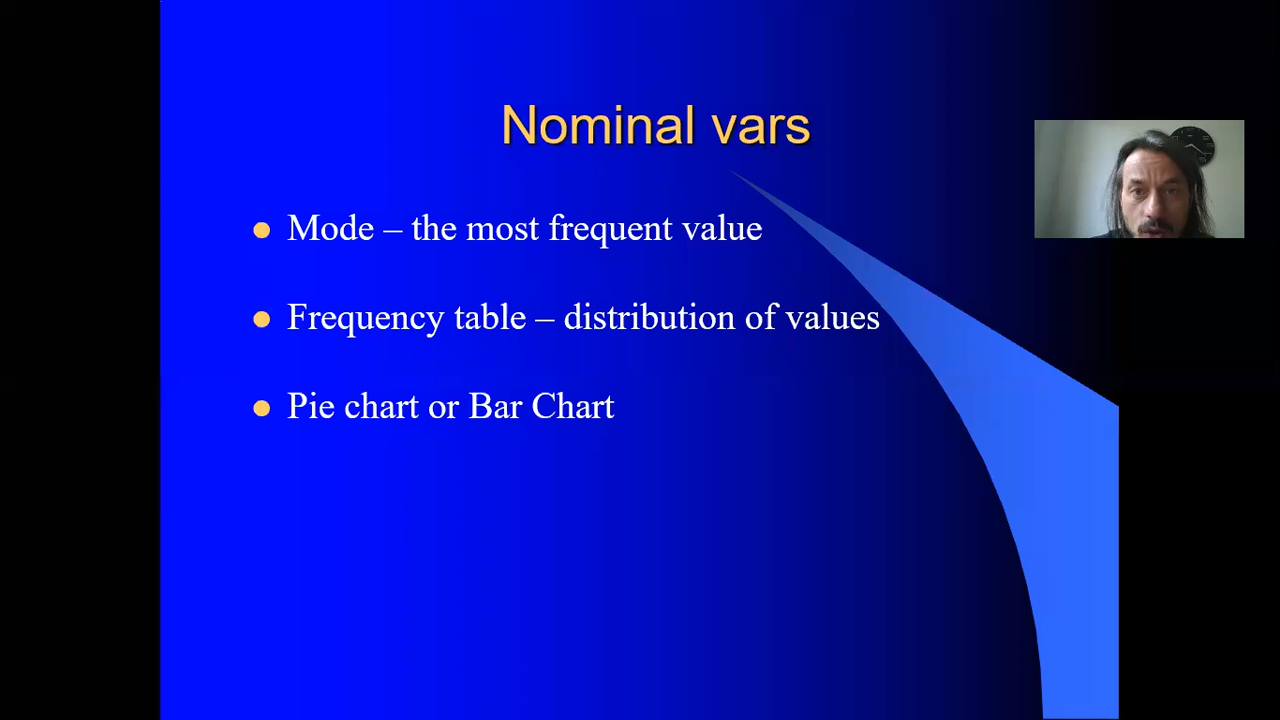 Nominal vars
Mode – the most frequent value
Frequency table – distribution of values
Pie chart or Bar Chart